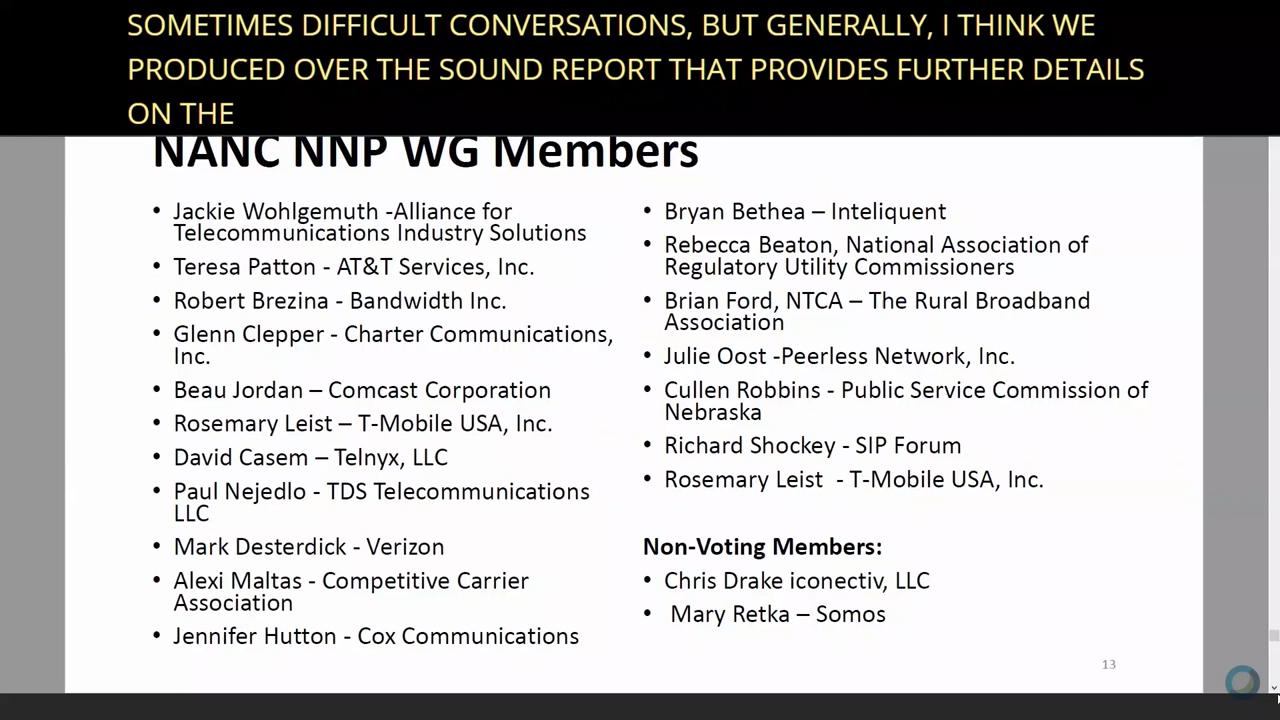 SOMETIMES DIFFICULT CONVERSATIONS, BUT GENERALLY, I THINK WE
PRODUCED OVER THE SOUND REPORT THAT PROVIDES FURTHER DETAILS
ON THE
NANC NNP WG Members
• Jackie Wohlgemuth -Alliance for
Telecommunications Industry Solutions
• Teresa Patton - AT&T Services, Inc.
• Robert Brezina - Bandwidth Inc.
• Glenn Clepper - Charter Communications,
Inc.
• Beau Jordan – Comcast Corporation
• Rosemary Leist – T-Mobile USA, Inc.
• David Casem – Telnyx, LLC
• Paul Nejedlo - TDS Telecommunications
LLC
• Mark Desterdick - Verizon
• Alexi Maltas - Competitive Carrier
Association
• Jennifer Hutton - Cox Communications
• Bryan Bethea – Inteliquent
• Rebecca Beaton, National Association of
Regulatory Utility Commissioners
• Brian Ford, NTCA – The Rural Broadband
Association
• Julie Oost -Peerless Network, Inc.
• Cullen Robbins - Public Service Commission of
Nebraska
• Richard Shockey - SIP Forum
• Rosemary Leist - T-Mobile USA, Inc.
Non-Voting Members:
• Chris Drake iconectiv, LLC
• Mary Retka – Somos
13